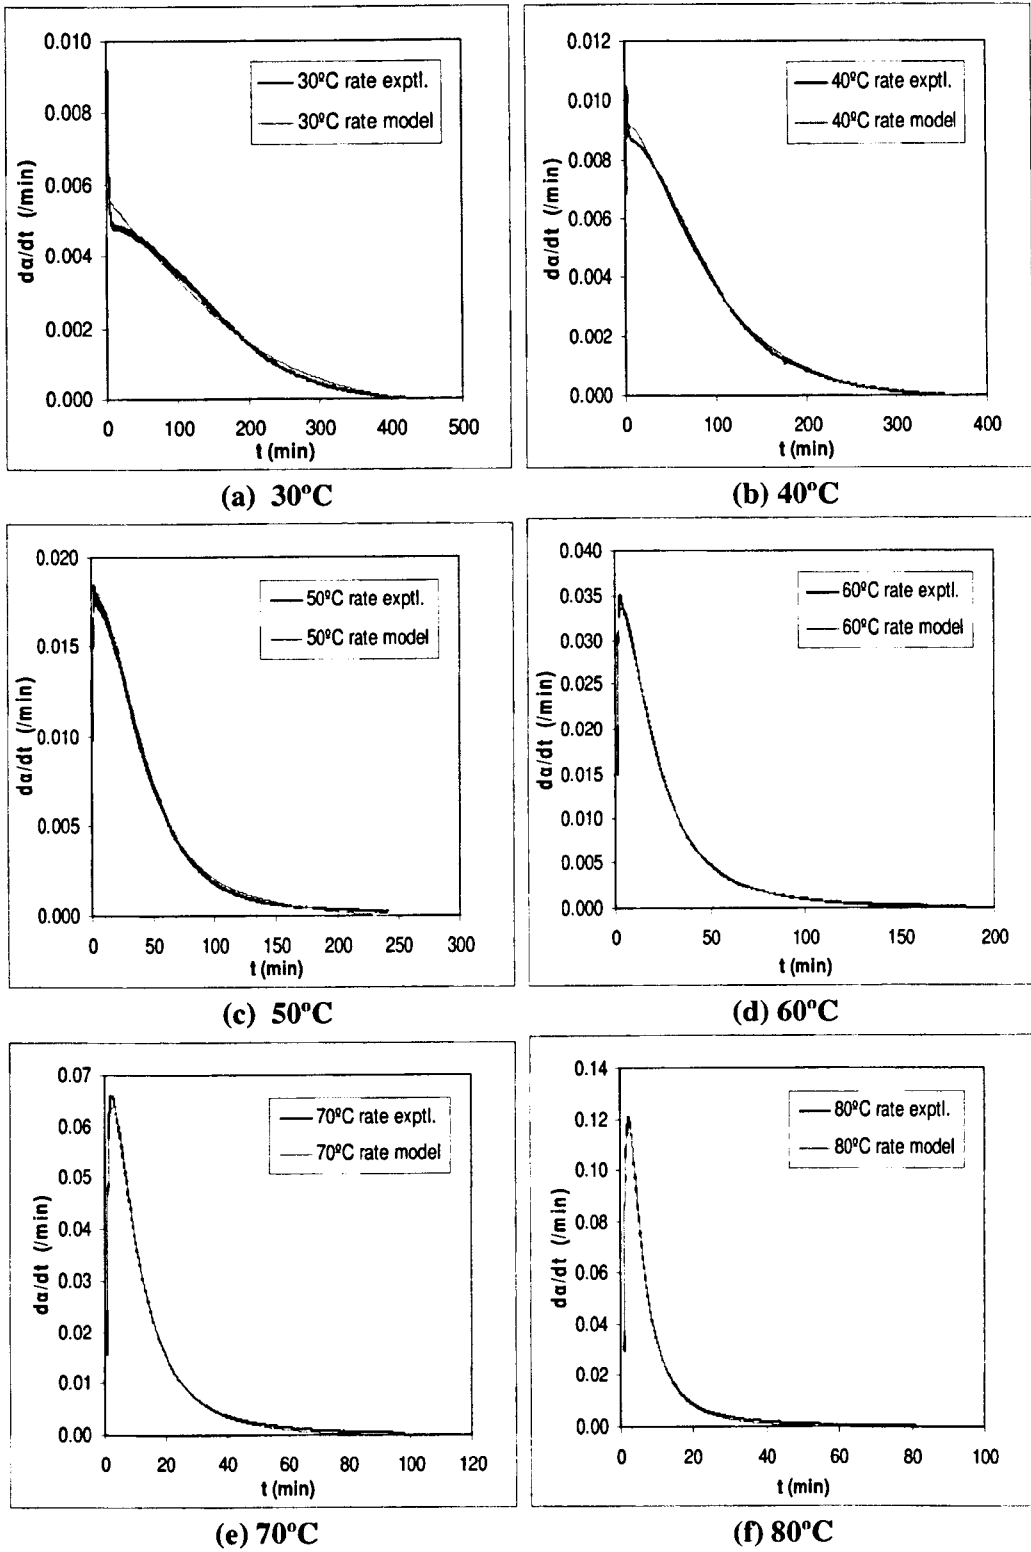 0.010
0.008
0.006
0.004
0.002
0.000
dα/dt (/min)
30ºC rate exptl.
30ºC rate model
0 100 200 300 400 500
t (min)
(a) 30ºC
0.012
0.010
0.008
0.006
0.004
0.002
0.000
dα/dt (/min)
40ºC rate exptl.
40ºC rate model
0 100 200 300 400
t (min)
(b) 40ºC
0.020
0.015
0.010
0.005
0.000
dα/dt (/min)
50ºC rate exptl.
50ºC rate model
0 50 100 150 200 250 300
t (min)
(c) 50ºC
0.040
0.035
0.030
0.025
0.020
0.015
0.010
0.005
0.000
dα/dt (/min)
60ºC rate exptl.
60ºC rate model
0 50 100 150 200
t (min)
(d) 60ºC
0.07
0.06
0.05
0.04
0.03
0.02
0.01
0.00
dα/dt (/min)
70ºC rate exptl.
70ºC rate model
0 20 40 60 80 100 120
t (min)
(e) 70ºC
0.14
0.12
0.10
0.08
0.06
0.04
0.02
0.00
dα/dt (/min)
80ºC rate exptl.
80ºC rate model
0 20 40 60 80 100
t (min)
(f) 80ºC